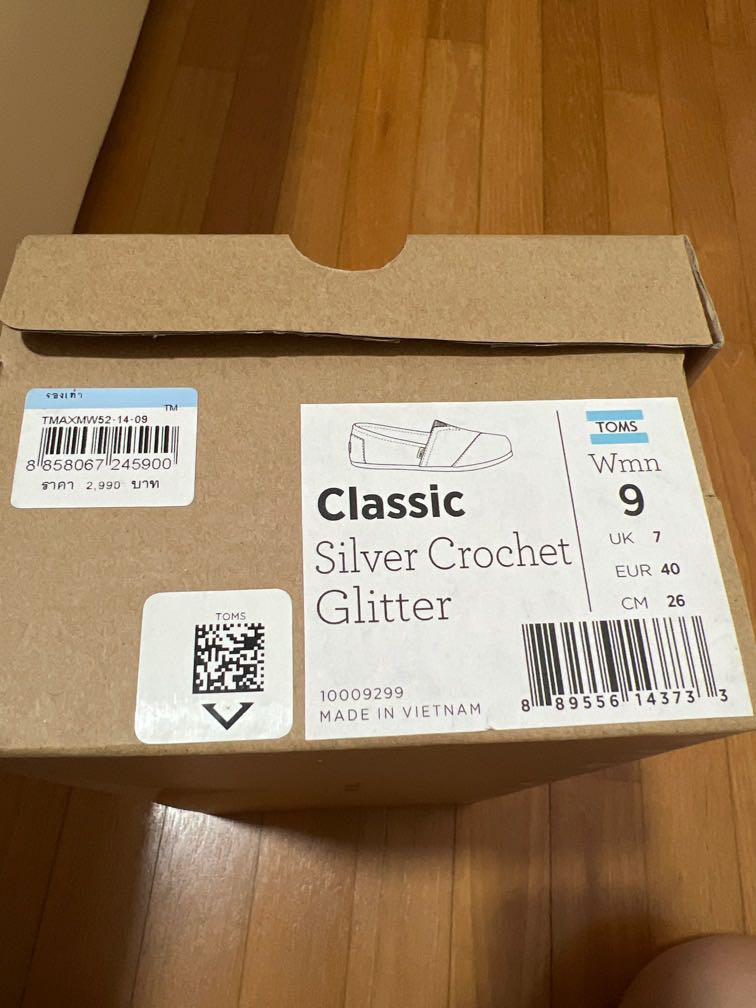 รองเท้า
TM
TMAXMW52-14-09
8 858067 245900
ราคา 2,990 บาท
TOMS
Classic
Silver Crochet
Glitter
10009299
MADE IN VIETNAM
TOMS
Wmn
9
UK 7
EUR 40
CM 26
8 89556 14373 3